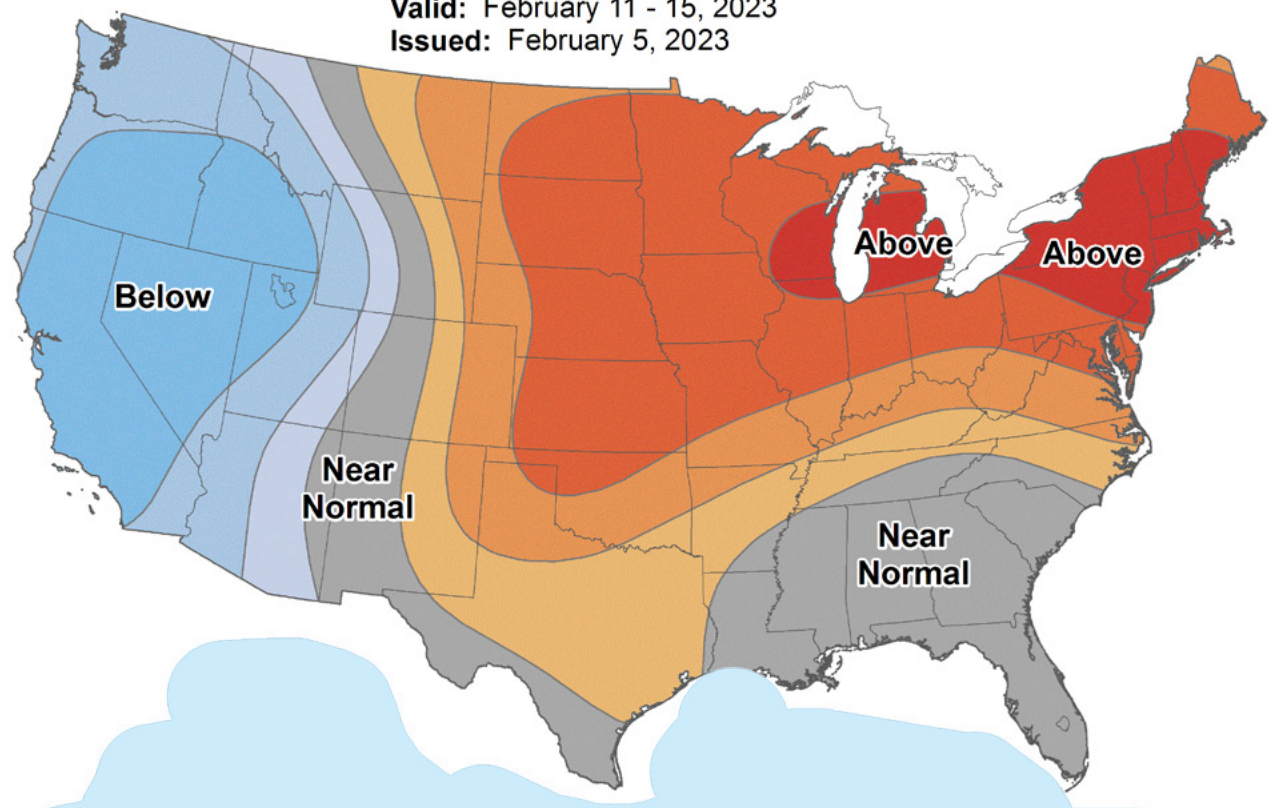 Valid: February 11 - 15, 2023
Issued: February 5, 2023
Below
Near
Normal
Above
Above
Near
Normal